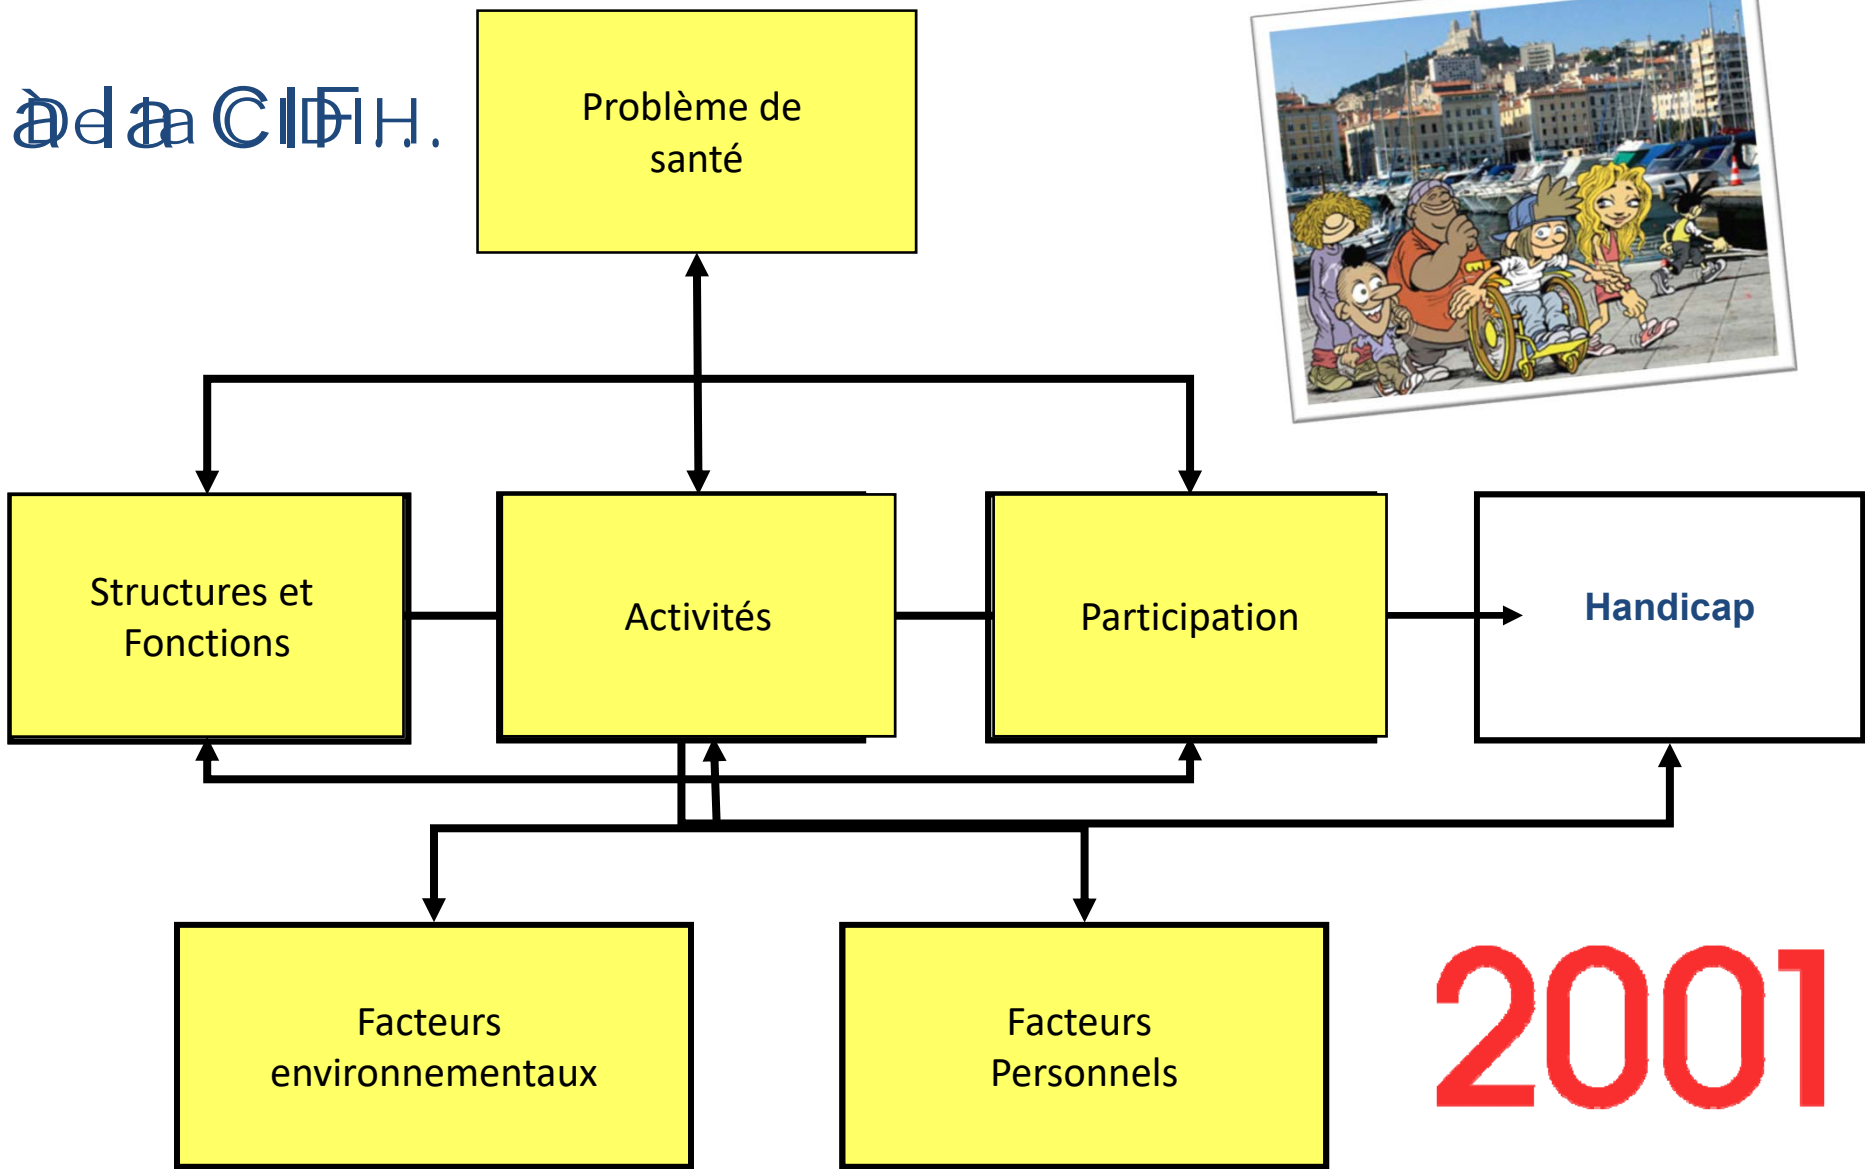 Problème de
santé
Structures et
Fonctions
Activités
Participation
Handicap
Facteurs
environnementaux
Facteurs
Personnels
2001